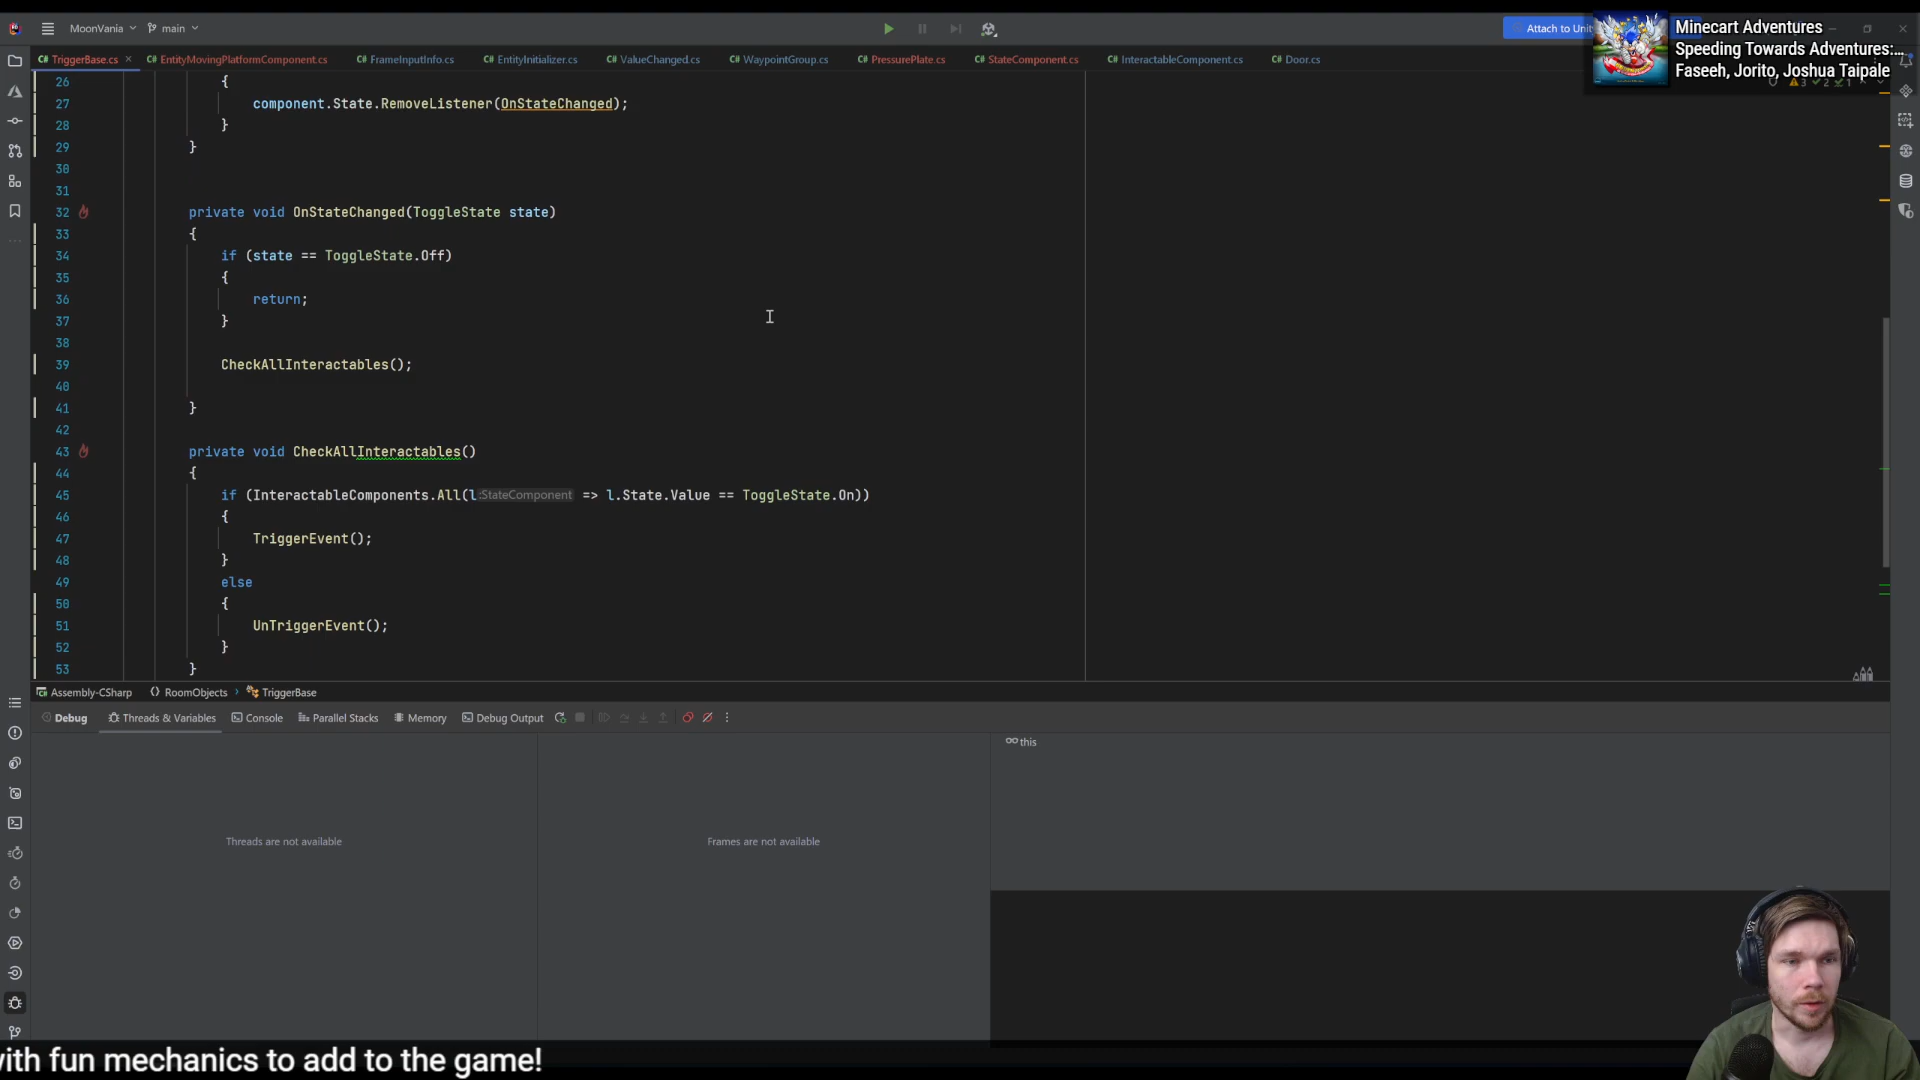 MoonVania
main
Attach to Unit
Minecart Adventures
Speeding Towards Adventures:...
Faseeh, Jorito, Joshua Taipale
TriggerBase.cs
EntityMovingPlatformComponent.cs
FrameInputInfo.cs
EntityInitializer.cs
ValueChanged.cs
WaypointGroup.cs
PressurePlate.cs
StateComponent.cs
InteractableComponent.cs
Door.cs
3 2 1
26 {
27 component.State.RemoveListener(OnStateChanged);
28 }
29 }
30
31
32 private void OnStateChanged(ToggleState state)
33 {
34 if (state == ToggleState.Off)
35 {
36 return;
37 }
38
39 CheckAllInteractables();
40
41 }
42
43 private void CheckAllInteractables()
44 {
45 if (InteractableComponents.All(l :StateComponent => l.State.Value == ToggleState.On))
46 {
47 TriggerEvent();
48 }
49 else
50 {
51 UnTriggerEvent();
52 }
53 }
Assembly-CSharp
RoomObjects
TriggerBase
Debug
Threads & Variables
Console
Parallel Stacks
Memory
Debug Output
this
Threads are not available
Frames are not available
with fun mechanics to add to the game!